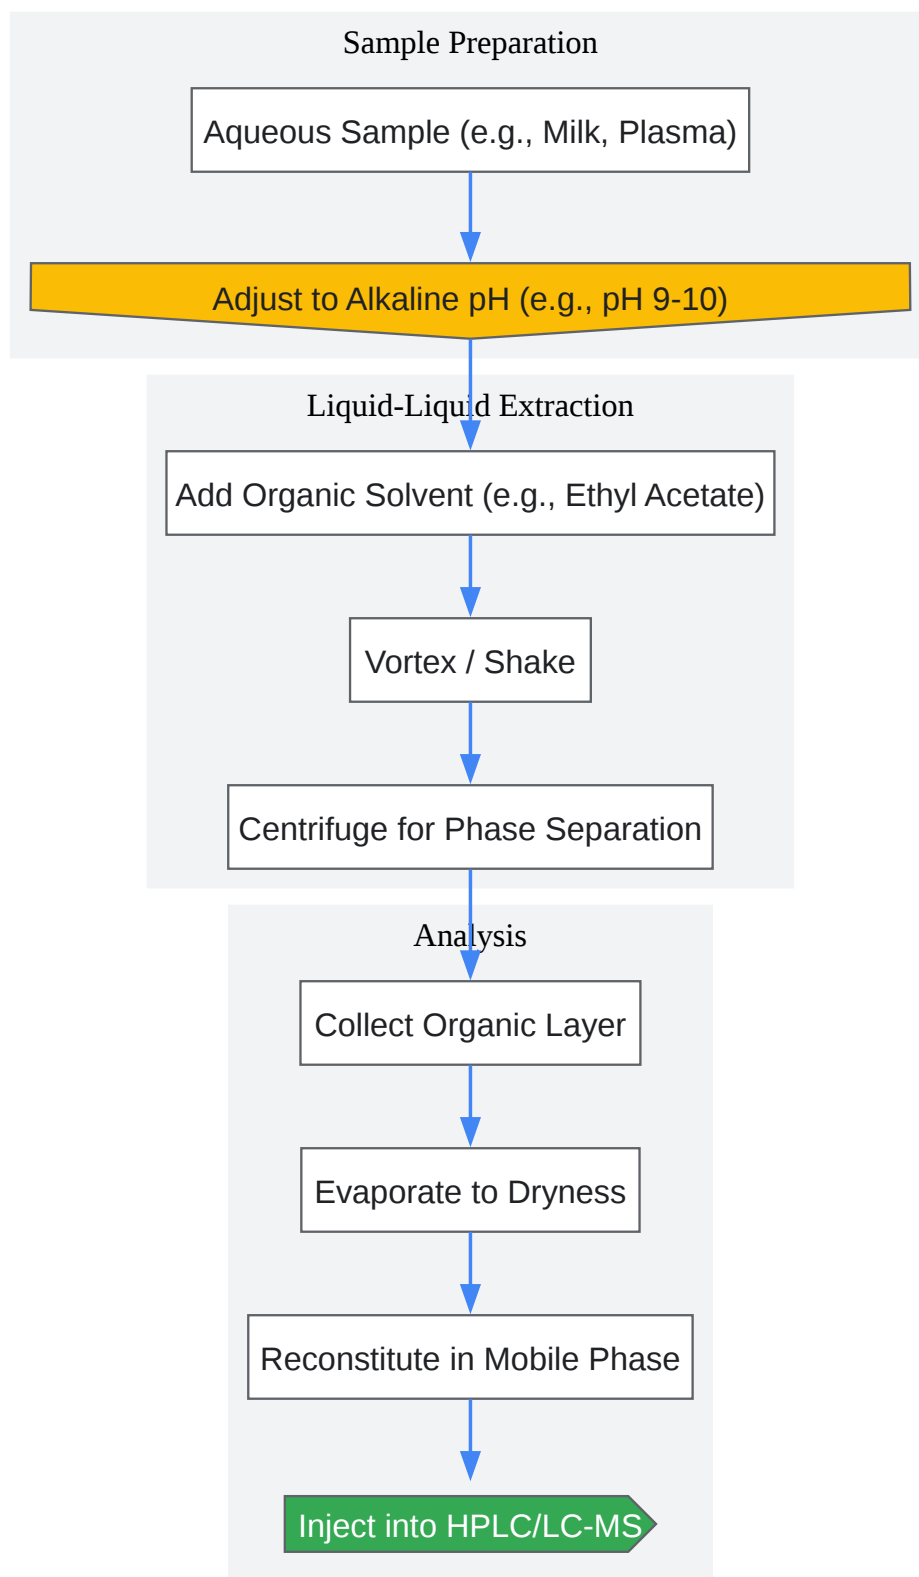 Sample Preparation
Aqueous Sample (e.g., Milk, Plasma)
Adjust to Alkaline pH (e.g., pH 9-10)
Liquid-Liquid Extraction
Add Organic Solvent (e.g., Ethyl Acetate)
Vortex / Shake
Centrifuge for Phase Separation
Analysis
Collect Organic Layer
Evaporate to Dryness
Reconstitute in Mobile Phase
Inject into HPLC/LC-MS